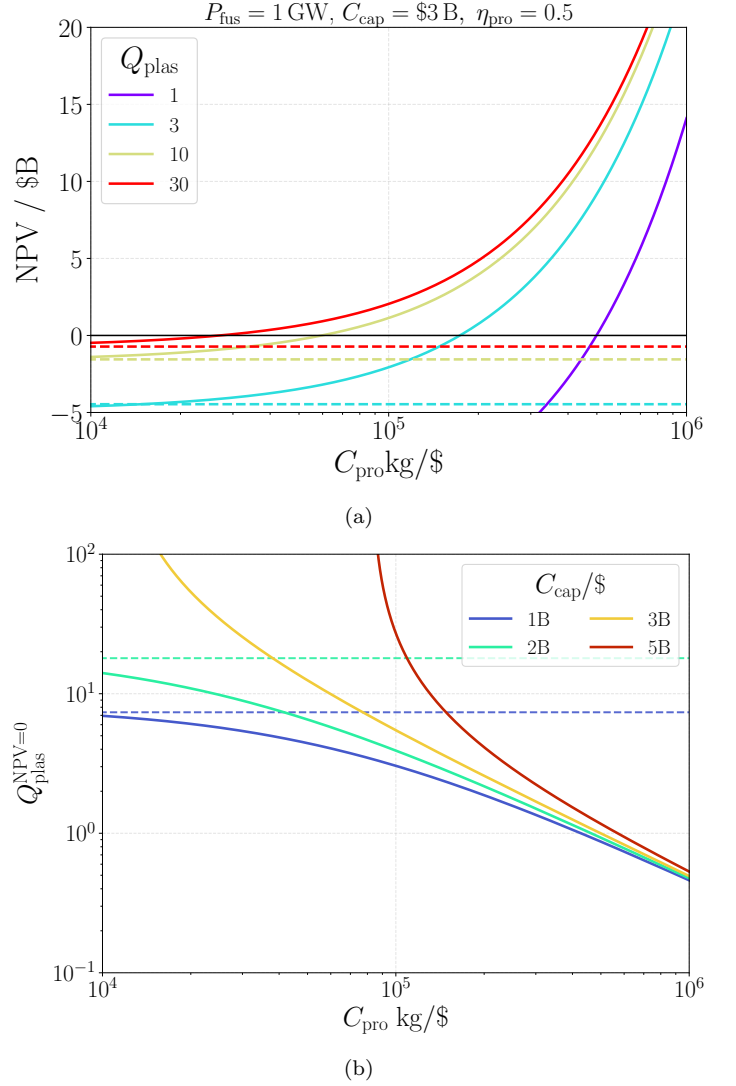 P_fus = 1 GW, C_cap = $3 B, η_pro = 0.5
NPV / $B
20
15
10
5
0
−5
Q_plas
1
3
10
30
10^4
10^5
10^6
C_pro kg/$
(a)
Q_plas^NPV=0
10^2
10^1
10^0
10^−1
C_cap/$
1B 3B
2B 5B
10^4
10^5
10^6
C_pro kg/$
(b)